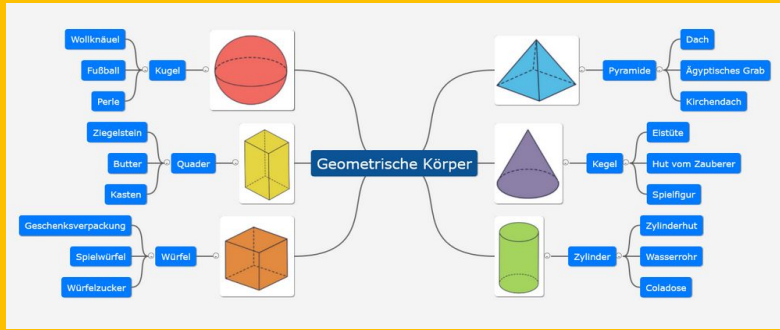 Geometrische Körper
Kugel
Wollknäuel
Fußball
Perle
Quader
Ziegelstein
Butter
Kasten
Würfel
Geschenksverpackung
Spielwürfel
Würfelzucker
Pyramide
Dach
Ägyptisches Grab
Kirchendach
Kegel
Eistüte
Hut vom Zauberer
Spielfigur
Zylinder
Zylinderhut
Wasserrohr
Coladose